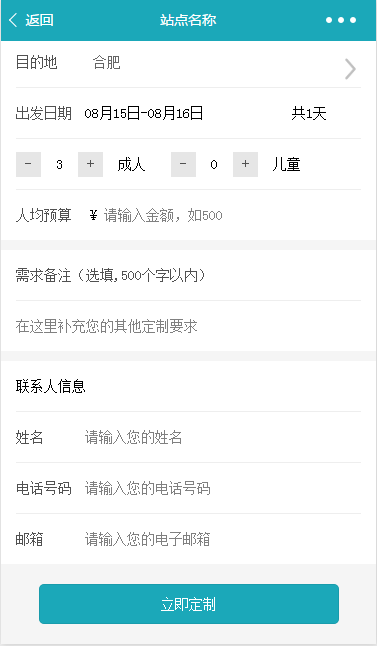 返回 站点名称
目的地 合肥
出发日期 08月15日-08月16日 共1天
- 3 + 成人 - 0 + 儿童
人均预算 ¥ 请输入金额，如500
需求备注（选填,500个字以内）
在这里补充您的其他定制要求
联系人信息
姓名 请输入您的姓名
电话号码 请输入您的电话号码
邮箱 请输入您的电子邮箱
立即定制